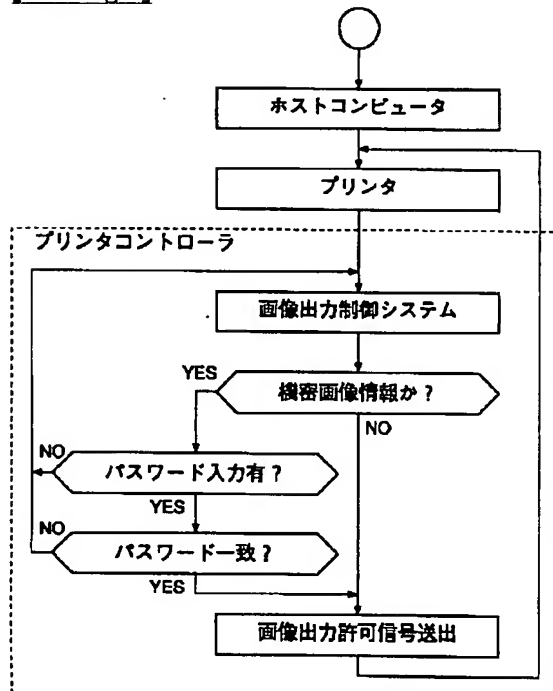 ホストコンピュータ
プリンタ
プリンタコントローラ
画像出力制御システム
YES
機密画像情報か?
NO
NO
パスワード入力有?
YES
NO
パスワード一致?
YES
画像出力許可信号送出